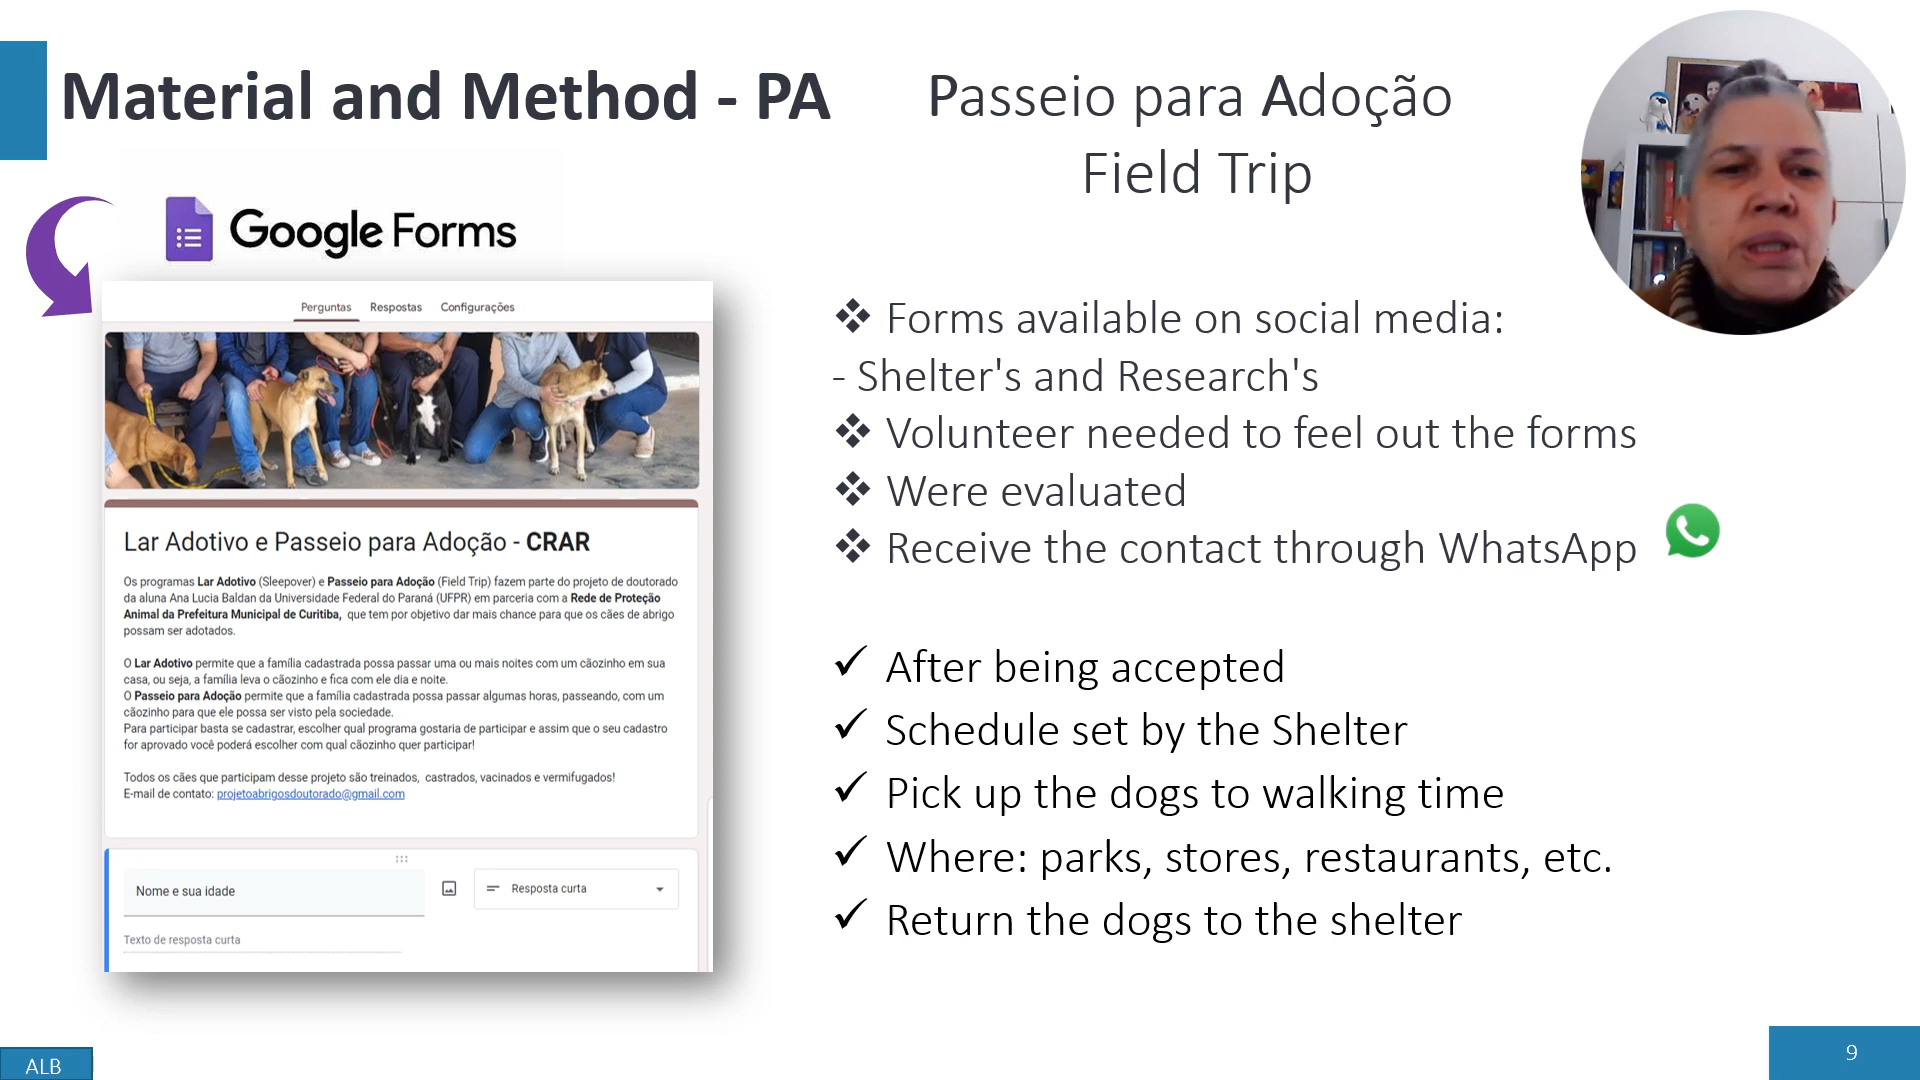 Material and Method - PA
Passeio para Adoção
Field Trip
Google Forms
Perguntas Respostas Configurações
Lar Adotivo e Passeio para Adoção - CRAR
Os programas Lar Adotivo (Sleepover) e Passeio para Adoção (Field Trip) fazem parte do projeto de doutorado
da aluna Ana Lucia Baldan da Universidade Federal do Paraná (UFPR) em parceria com a Rede de Proteção
Animal da Prefeitura Municipal de Curitiba, que tem por objetivo dar mais chance para que os cães de abrigo
possam ser adotados.
O Lar Adotivo permite que a família cadastrada possa passar uma ou mais noites com um cãozinho em sua
casa, ou seja, a família leva o cãozinho e fica com ele dia e noite.
O Passeio para Adoção permite que a família cadastrada possa passar algumas horas, passeando, com um
cãozinho para que ele possa ser visto pela sociedade.
Para participar basta se cadastrar, escolher qual programa gostaria de participar e assim que o seu cadastro
for aprovado você poderá escolher com qual cãozinho quer participar!
Todos os cães que participam desse projeto são treinados, castrados, vacinados e vermifugados!
E-mail de contato: projetoabrigosdoutorado@gmail.com
Nome e sua idade
Resposta curta
Texto de resposta curta
❖ Forms available on social media:
- Shelter's and Research's
❖ Volunteer needed to feel out the forms
❖ Were evaluated
❖ Receive the contact through WhatsApp
✓ After being accepted
✓ Schedule set by the Shelter
✓ Pick up the dogs to walking time
✓ Where: parks, stores, restaurants, etc.
✓ Return the dogs to the shelter
ALB
9